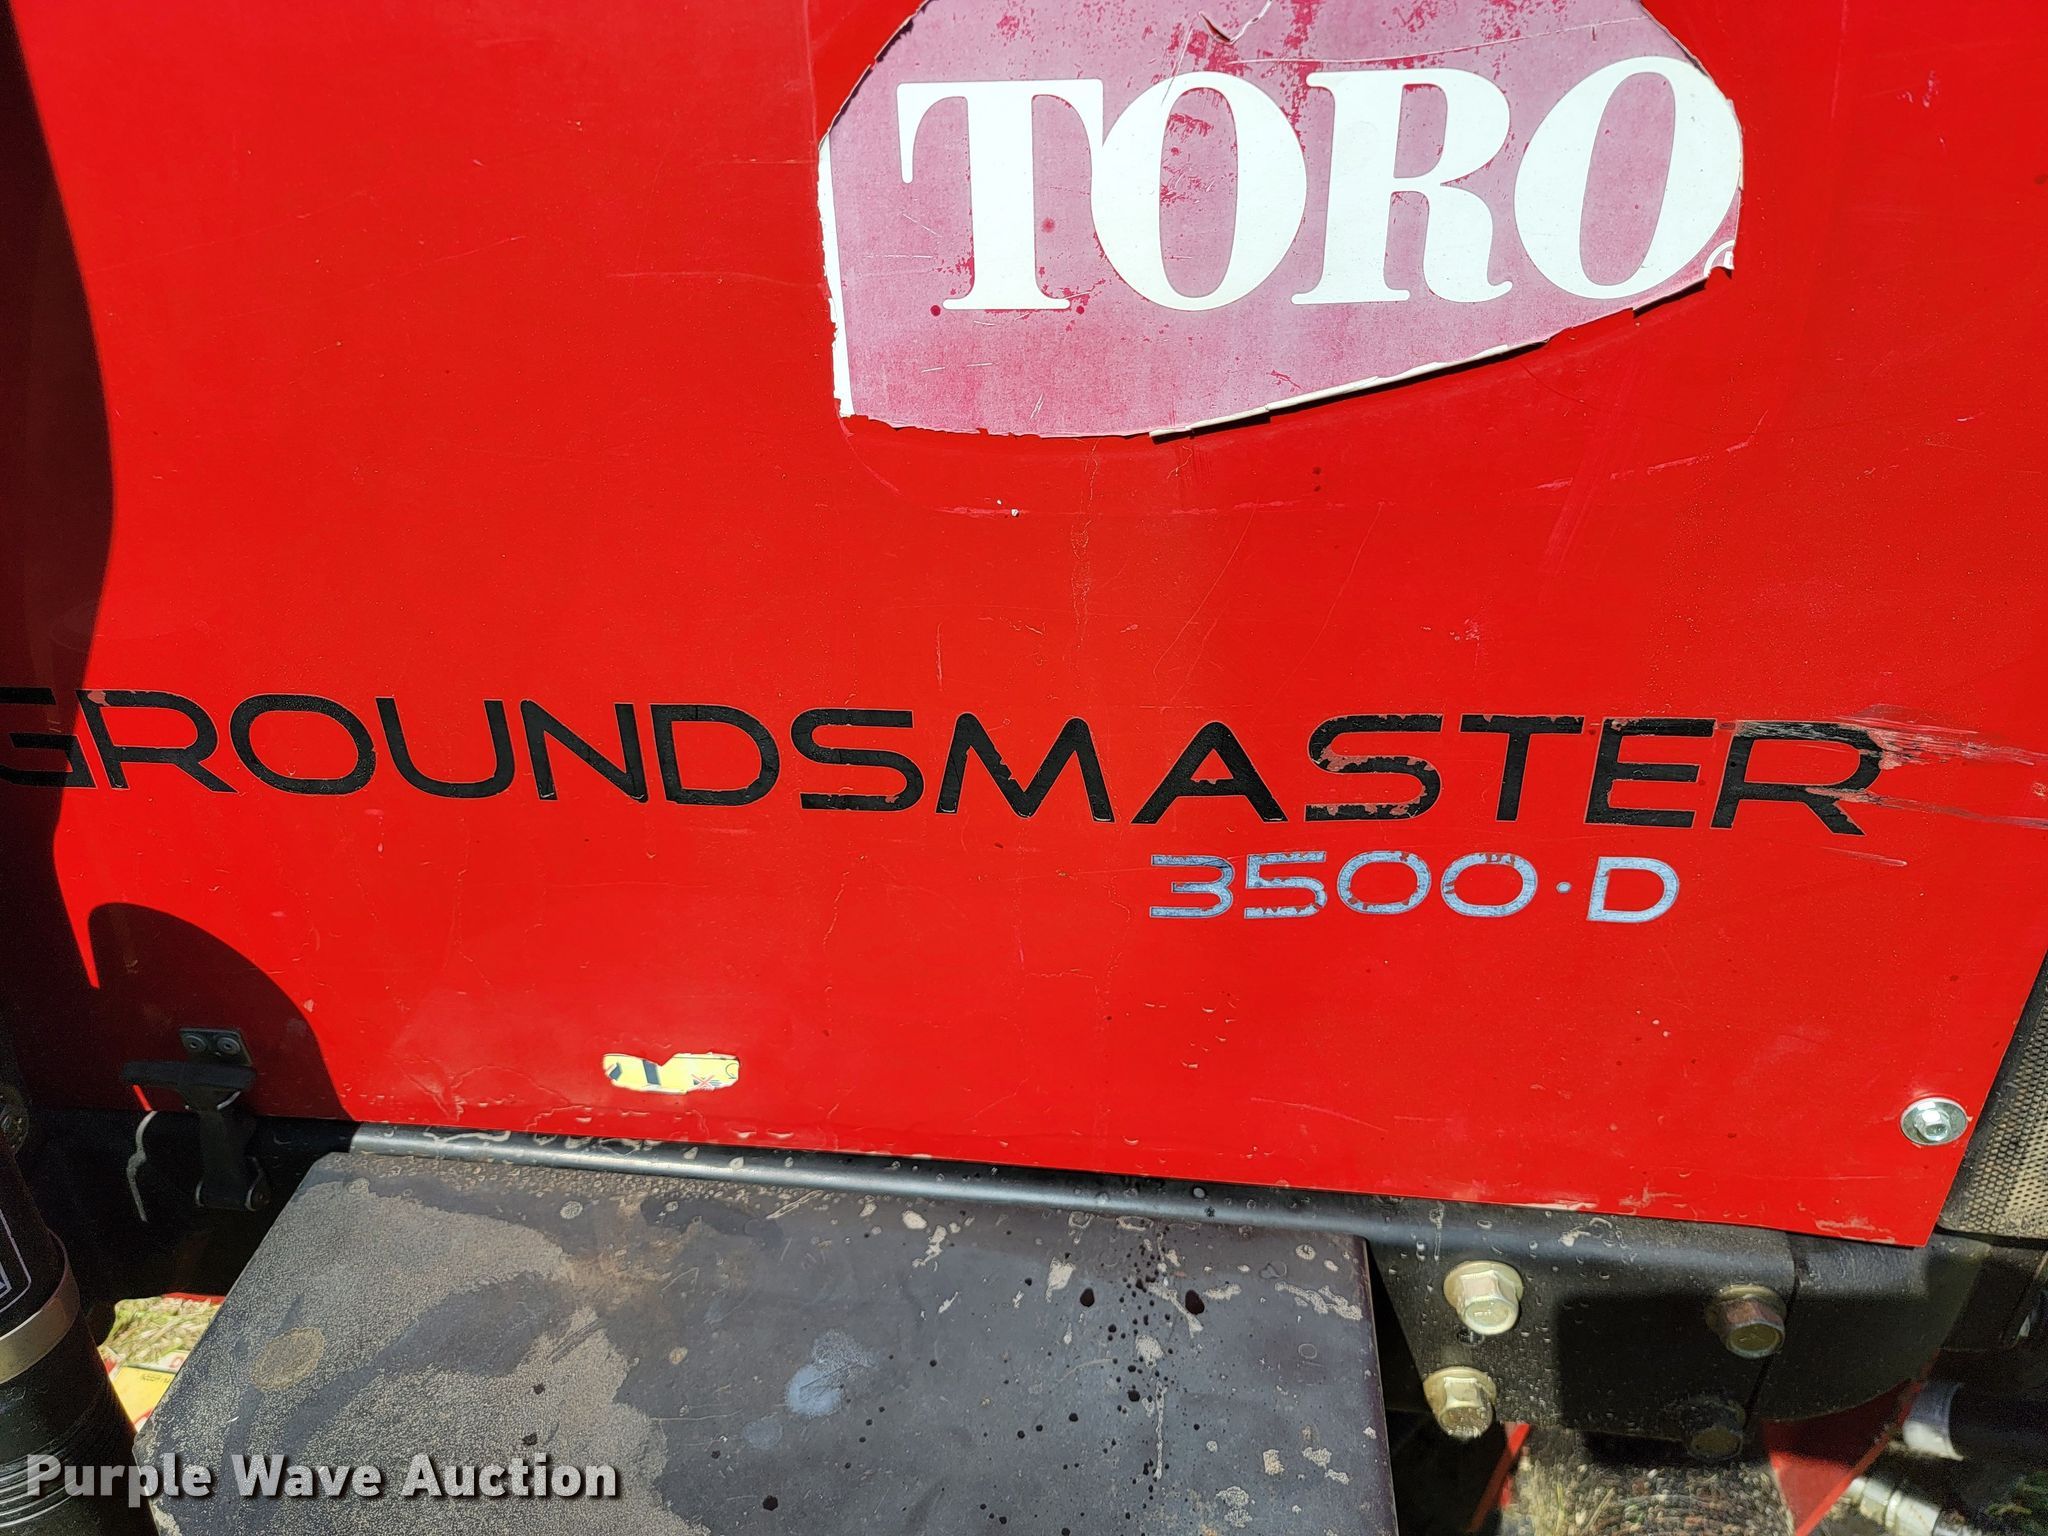 TORO
GROUNDSMASTER
3500·D
Purple Wave Auction